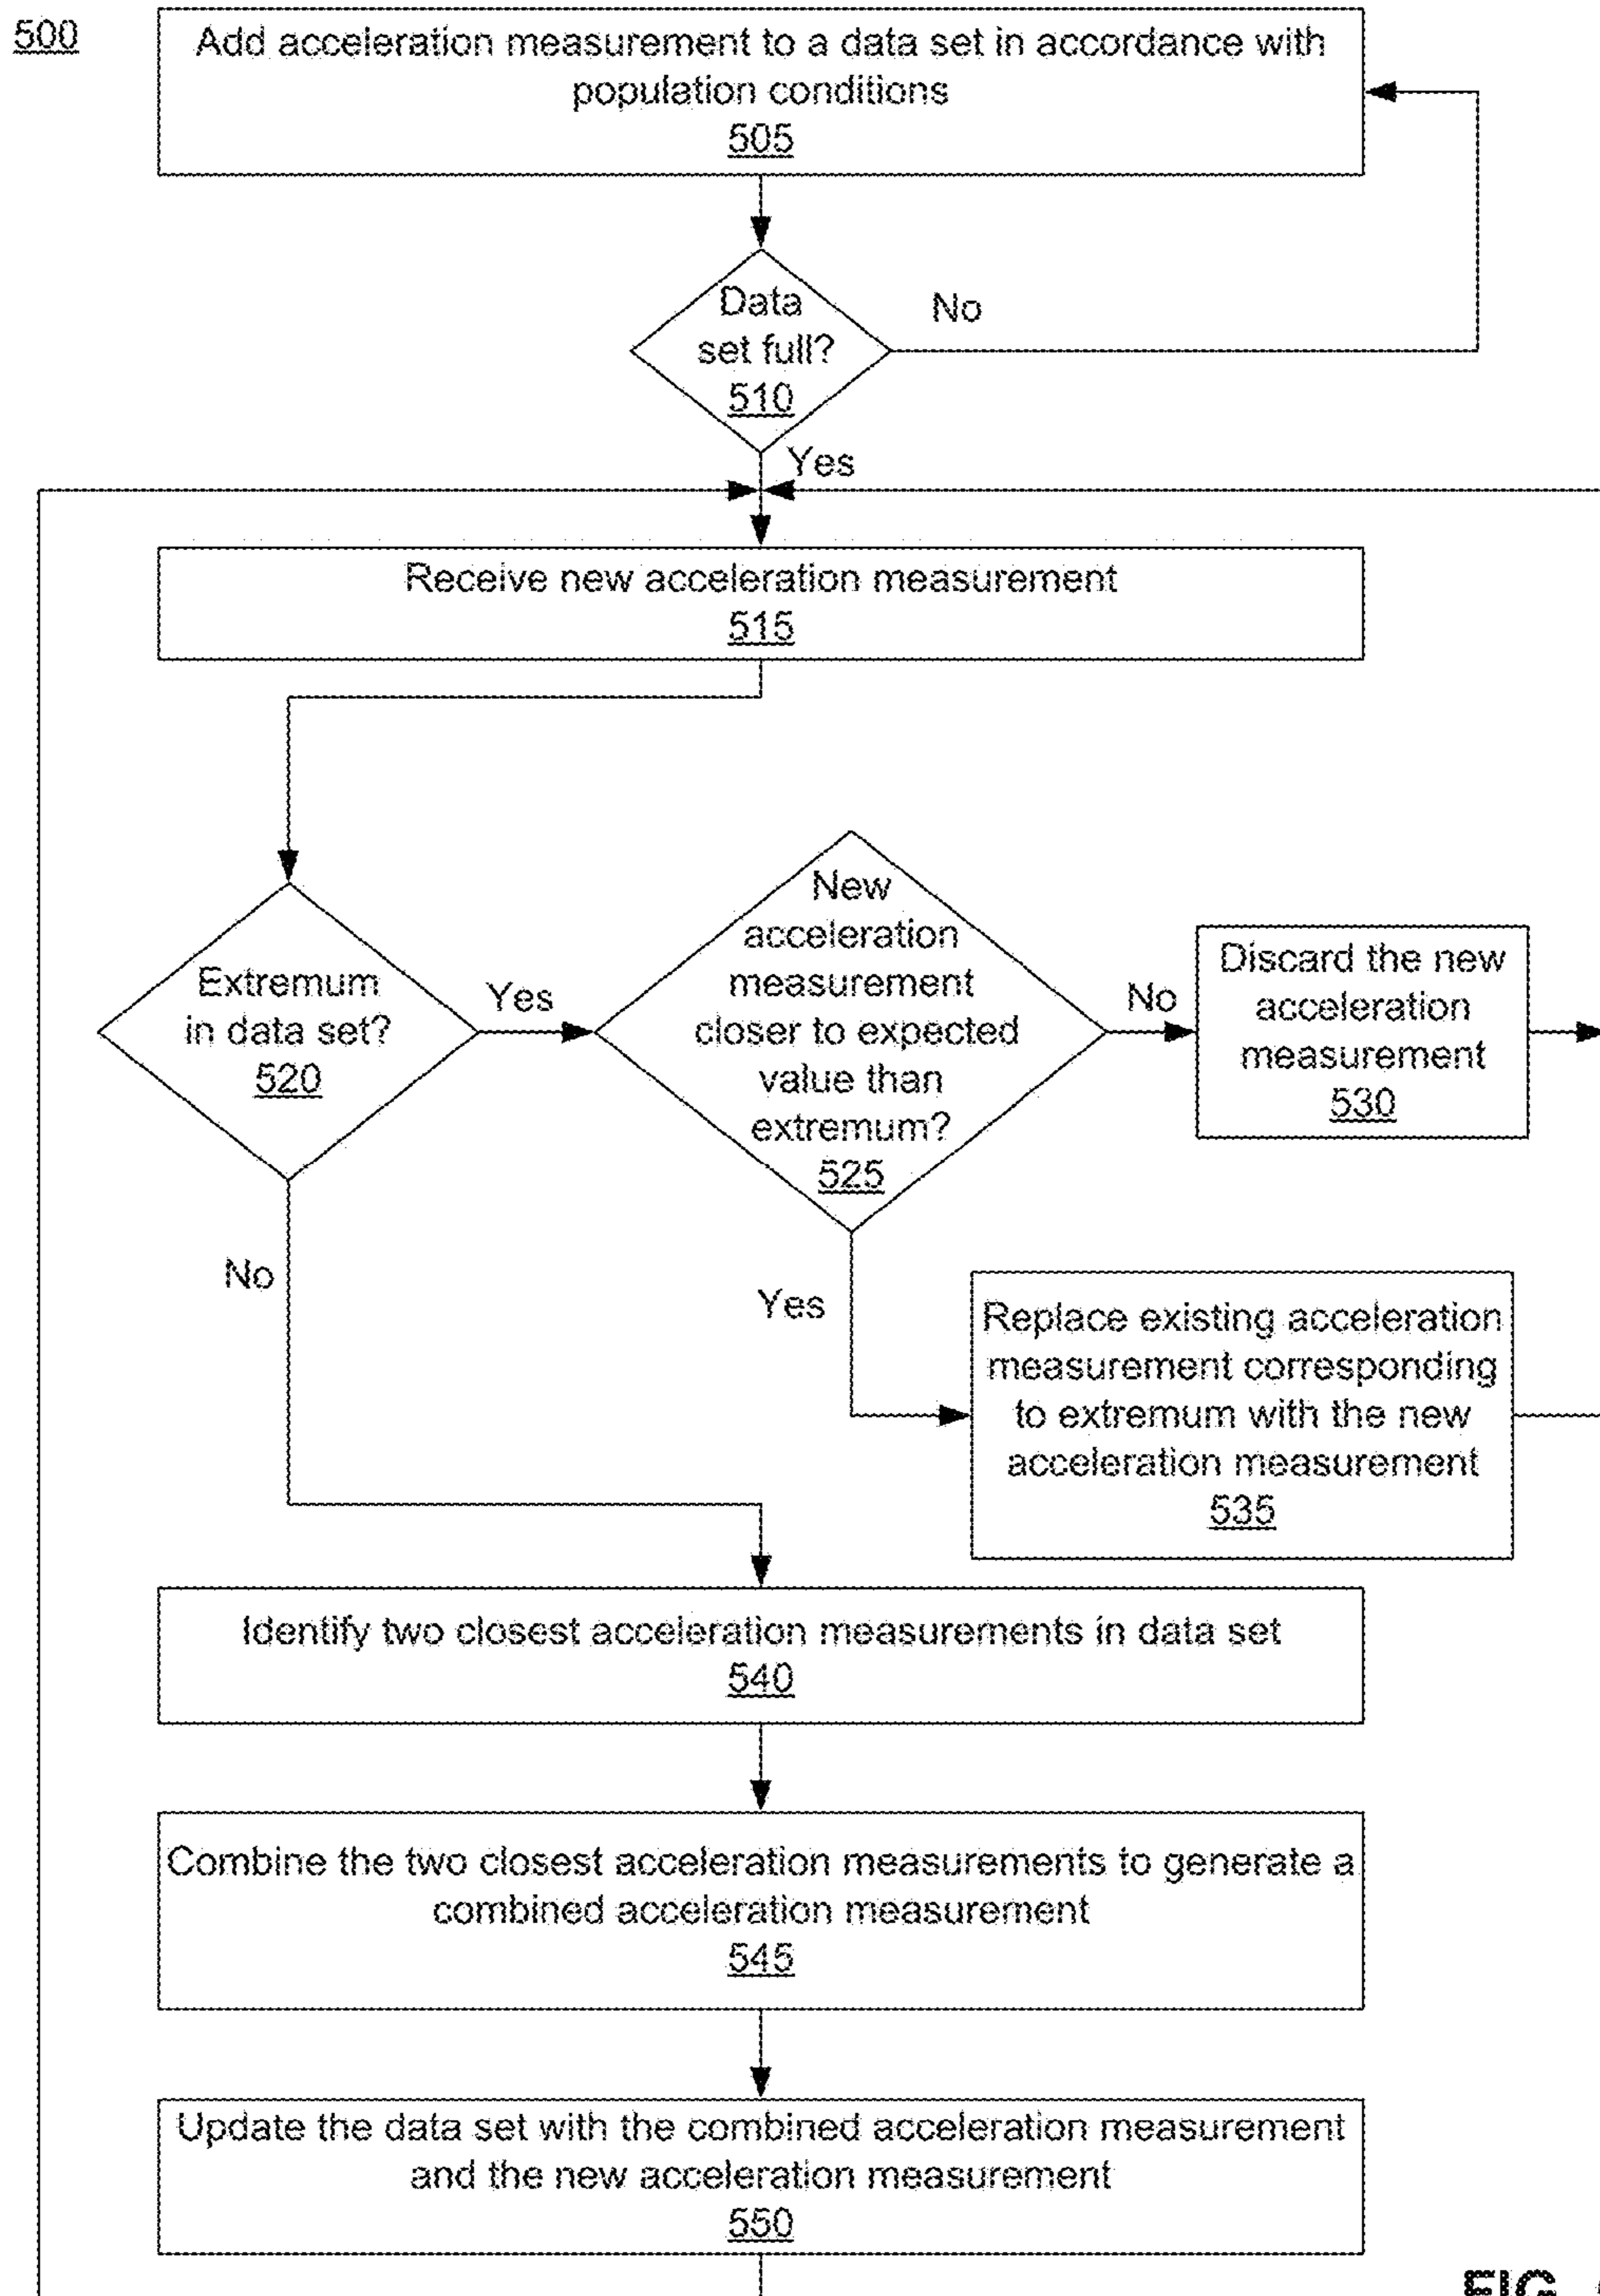 500
Add acceleration measurement to a data set in accordance with
population conditions
505
Data
set full?
510
No
Yes
Receive new acceleration measurement
515
Extremum
in data set?
520
Yes
New
acceleration
measurement
closer to expected
value than
extremum?
525
No
Discard the new
acceleration
measurement
530
No
Yes
Replace existing acceleration
measurement corresponding
to extremum with the new
acceleration measurement
535
Identify two closest acceleration measurements in data set
540
Combine the two closest acceleration measurements to generate a
combined acceleration measurement
545
Update the data set with the combined acceleration measurement
and the new acceleration measurement
550
FIG.